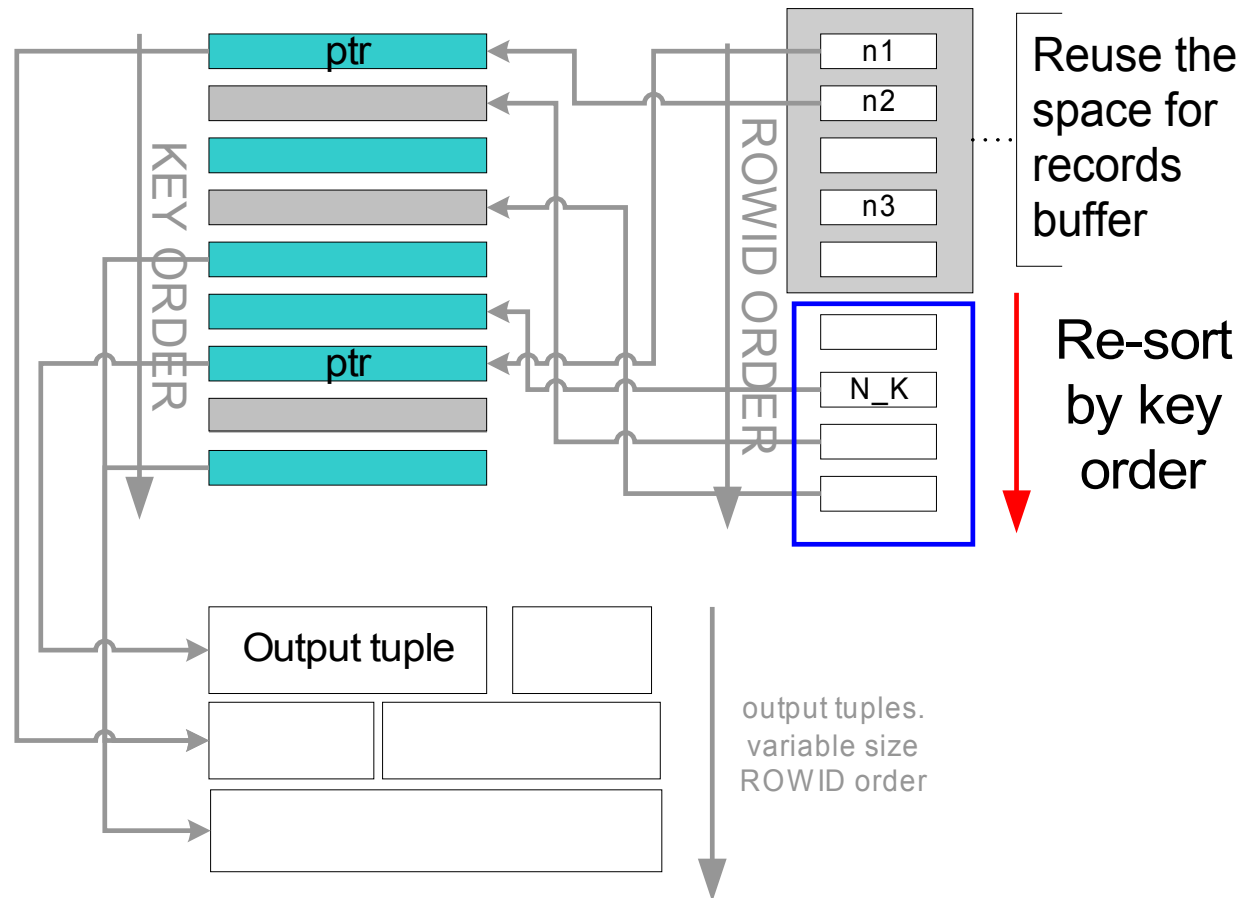 ptr
KEY ORDER
ptr
ROWID ORDER
n1
n2
n3
N_K
Reuse the
space for
records
buffer
Re-sort
by key
order
Output tuple
output tuples.
variable size
ROWID order